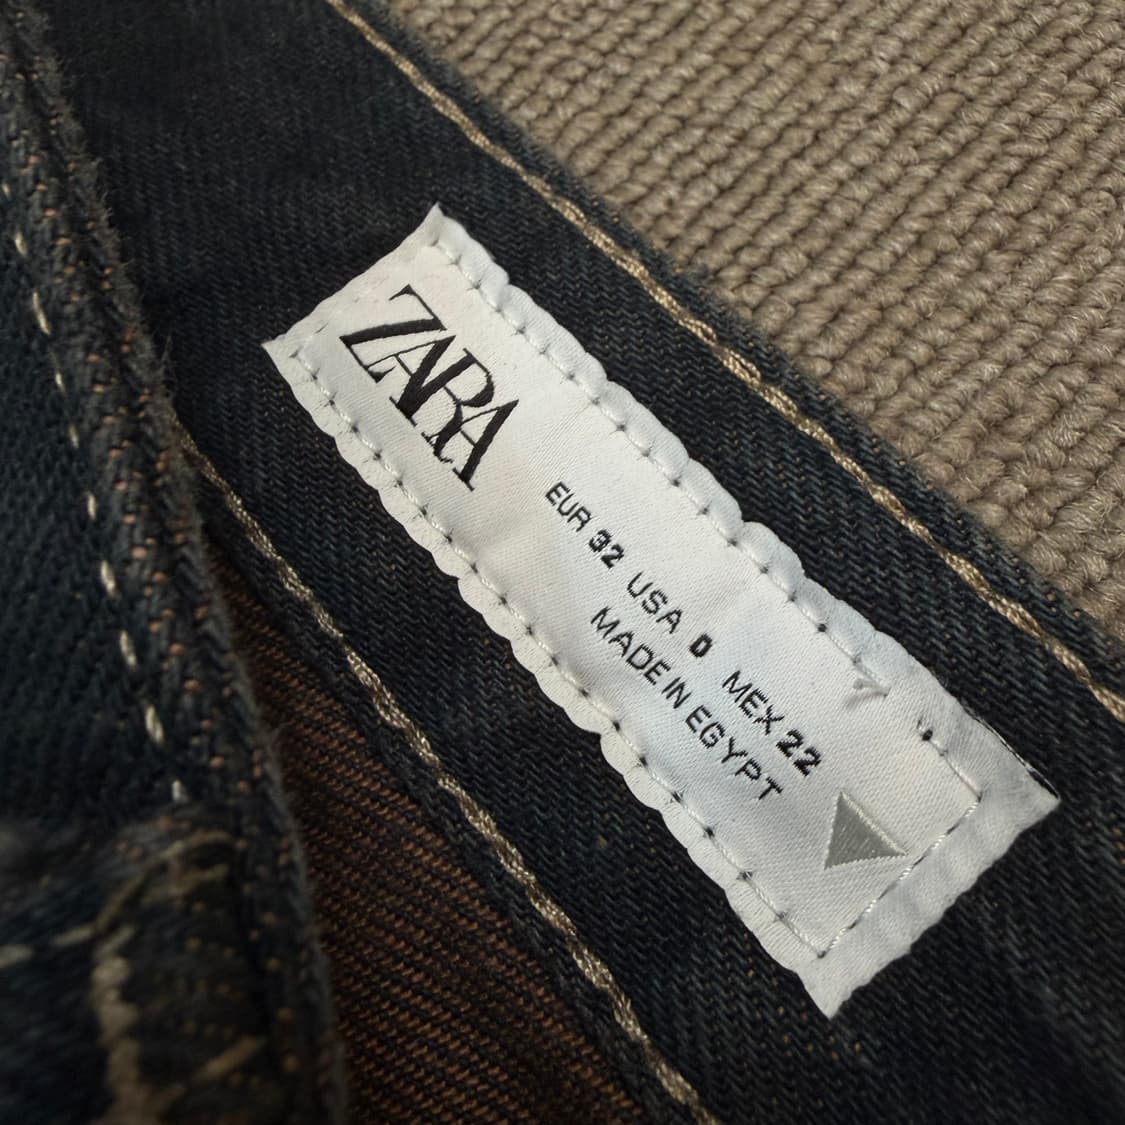 ZARA
EUR 32 USA 0 MEX 22
MADE IN EGYPT